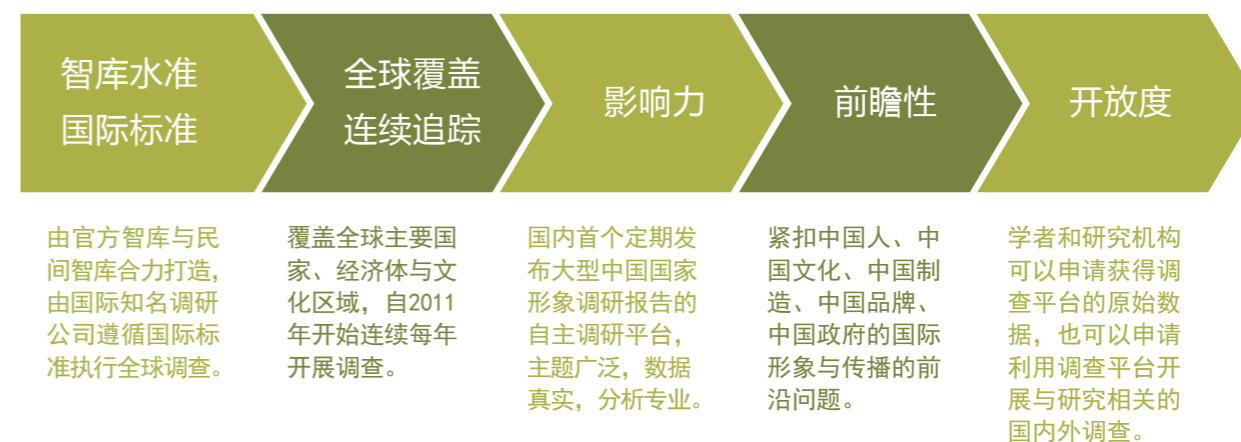 智库水准
国际标准
全球覆盖
连续追踪
影响力
前瞻性
开放度
由官方智库与民
间智库合力打造，
由国际知名调研
公司遵循国际标
准执行全球调查。
覆盖全球主要国
家、经济体与文
化区域，自2011
年开始连续每年
开展调查。
国内首个定期发
布大型中国国家
形象调研报告的
自主调研平台，
主题广泛，数据
真实，分析专业。
紧扣中国人、中
国文化、中国制
造、中国品牌、
中国政府的国际
形象与传播的前
沿问题。
学者和研究机构
可以申请获得调
查平台的原始数
据，也可以申请
利用调查平台开
展与研究相关的
国内外调查。